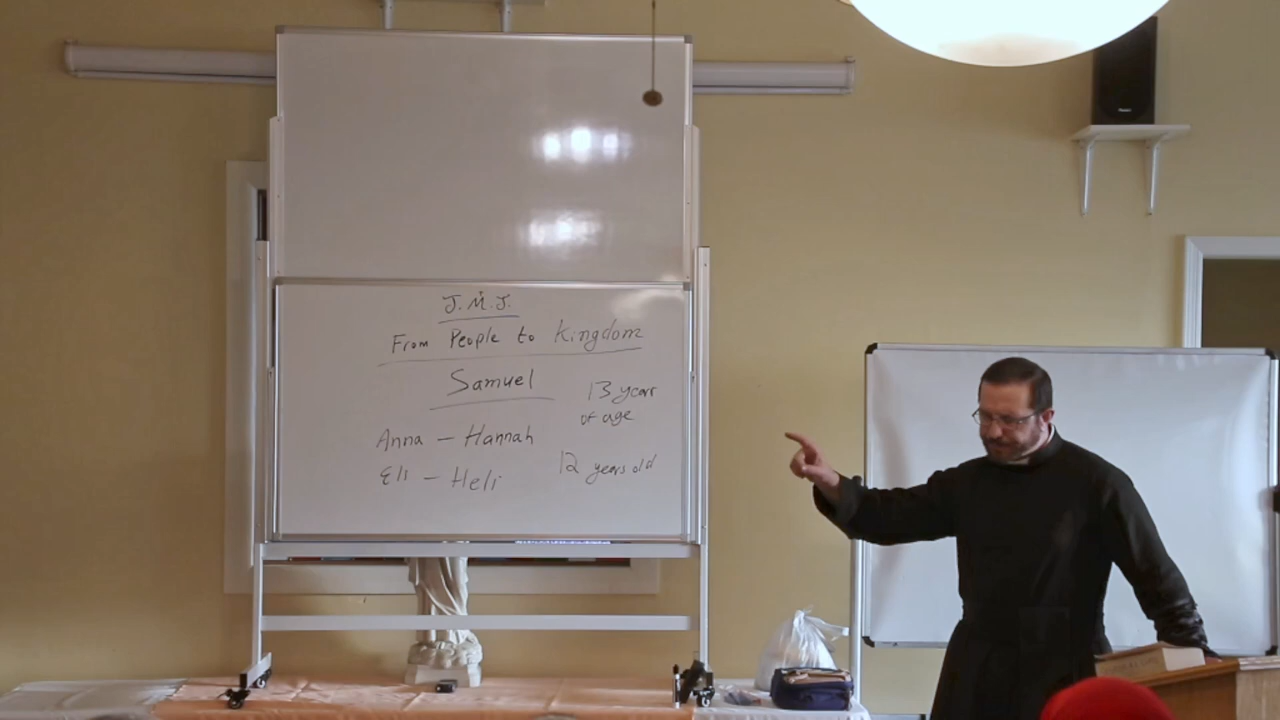 J.M.J.
From People to Kingdom
Samuel
13 years
of age
Anna – Hannah
12 years old
Eli – Heli